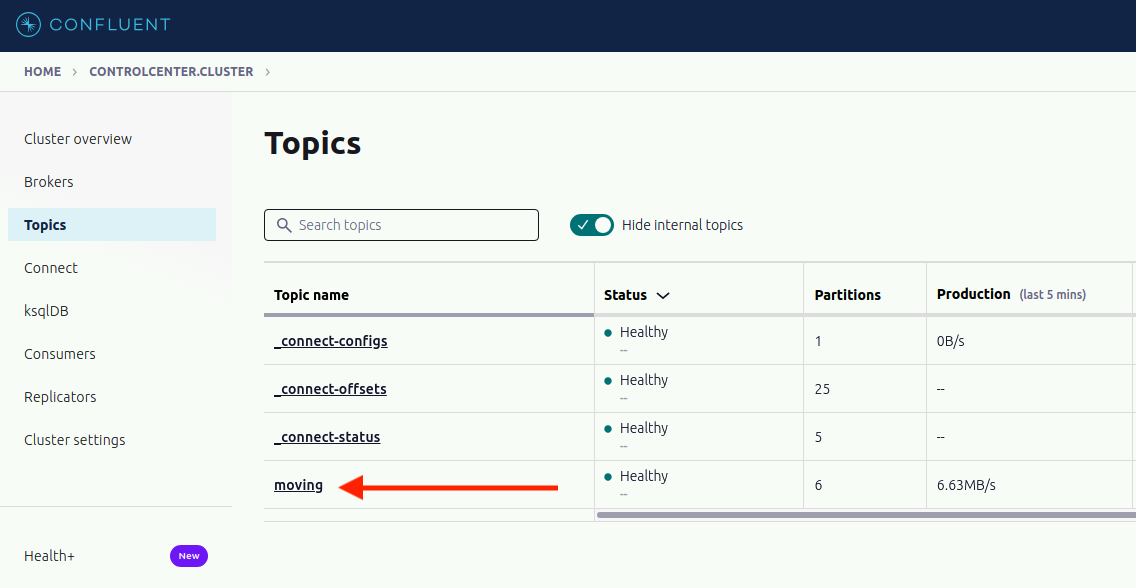 CONFLUENT
HOME > CONTROLCENTER.CLUSTER >
Cluster overview
Brokers
Topics
Connect
ksqlDB
Consumers
Replicators
Cluster settings
Health+ New
Topics
Search topics Hide internal topics
Topic name Status Partitions Production (last 5 mins)
_connect-configs Healthy 1 0B/s
--
_connect-offsets Healthy 25 --
--
_connect-status Healthy 5 --
--
moving Healthy 6 6.63MB/s
--